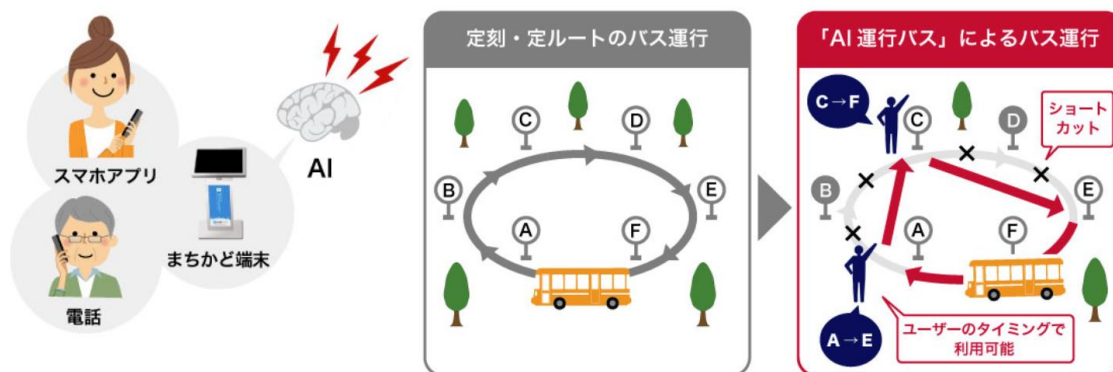 スマホアプリ
電話
まちかど端末
AI
定刻・定ルートのバス運行
A
B
C
D
E
F
「AI 運行バス」によるバス運行
C→F
C
D
ショート
カット
B
E
A
F
A→E
ユーザーのタイミングで
利用可能